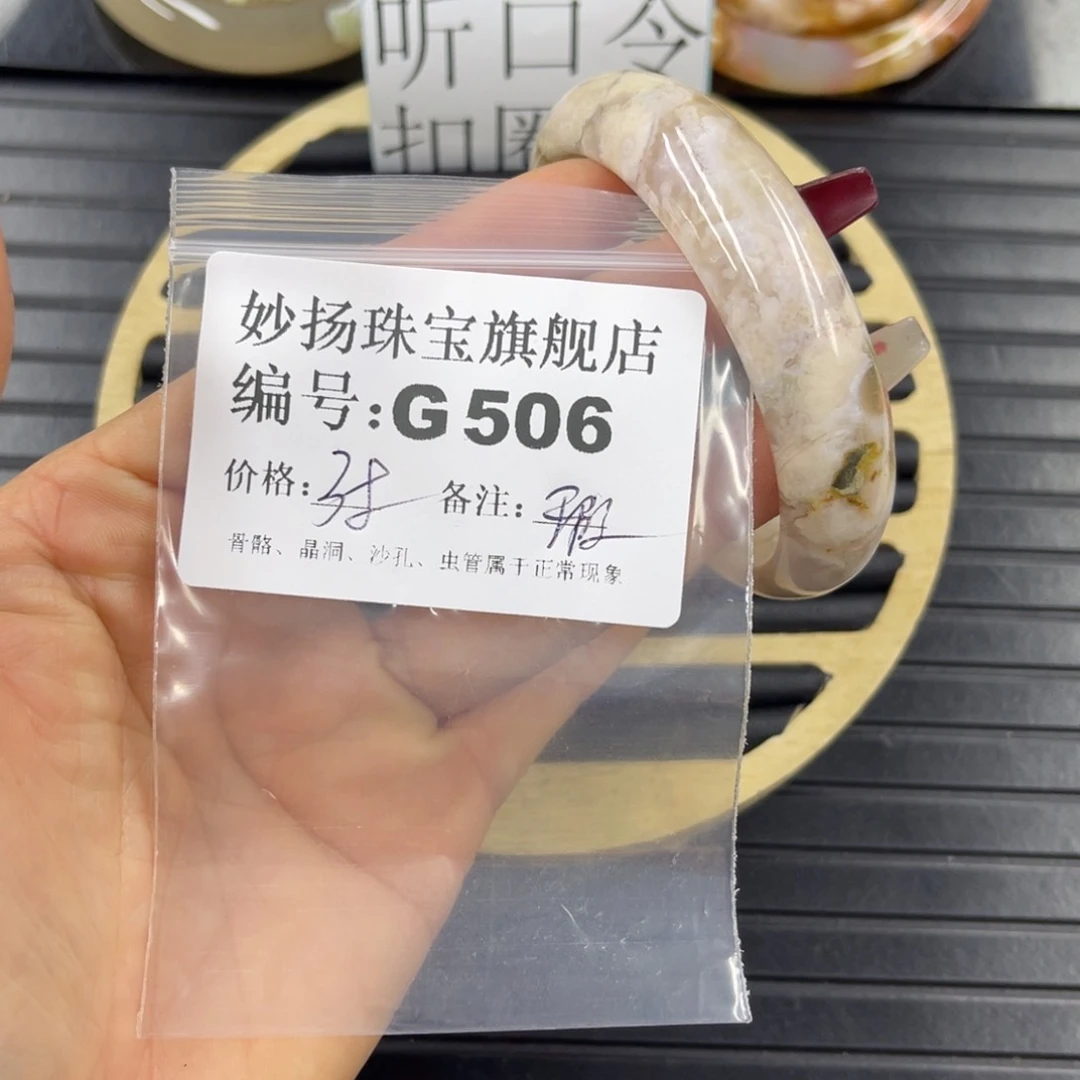 听口令
扣圈
妙扬珠宝旗舰店
编号:G506
价格: 备注:
骨骼、晶洞、沙孔、虫管属于正常现象